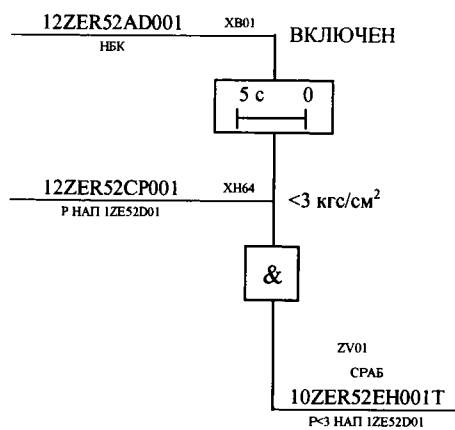 12ZER52AD001 XB01 ВКЛЮЧЕН
НБК
5 с 0
12ZER52CP001 XH64 <3 кгс/см²
Р НАП 1ZE52D01
&
ZV01
СРАБ
10ZER52EH001T
Р<3 НАП 1ZE52D01